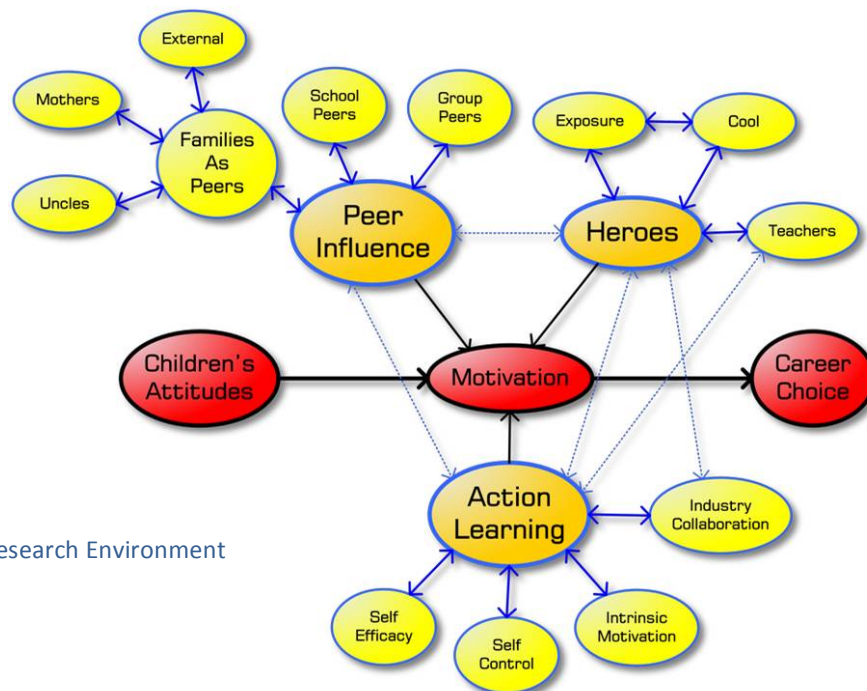 External
Mothers
School
Peers
Group
Peers
Exposure
Cool
Families
As
Peers
Uncles
Peer
Influence
Heroes
Teachers
Children's
Attitudes
Motivation
Career
Choice
Action
Learning
Industry
Collaboration
esearch Environment
Self
Efficacy
Self
Control
Intrinsic
Motivation